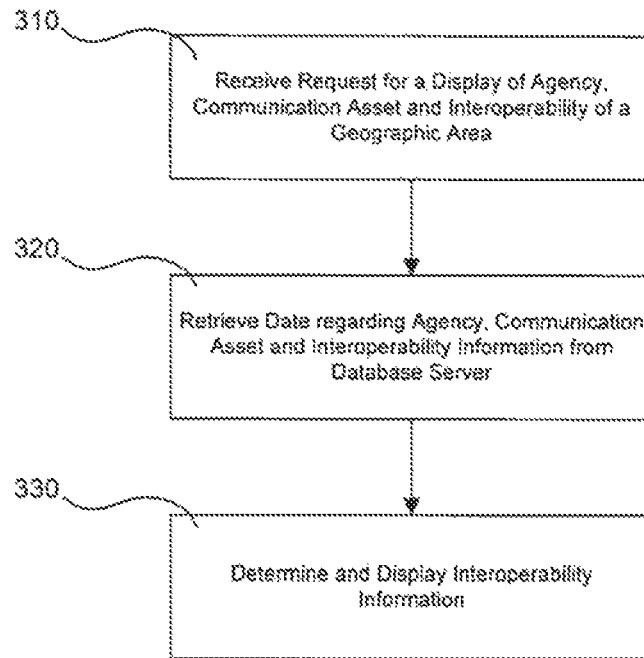 310
Receive Request for a Display of Agency,
Communication Asset and Interoperability of a
Geographic Area
320
Retrieve Date regarding Agency, Communication
Asset and Interoperability Information from
Database Server
330
Determine and Display Interoperability
Information